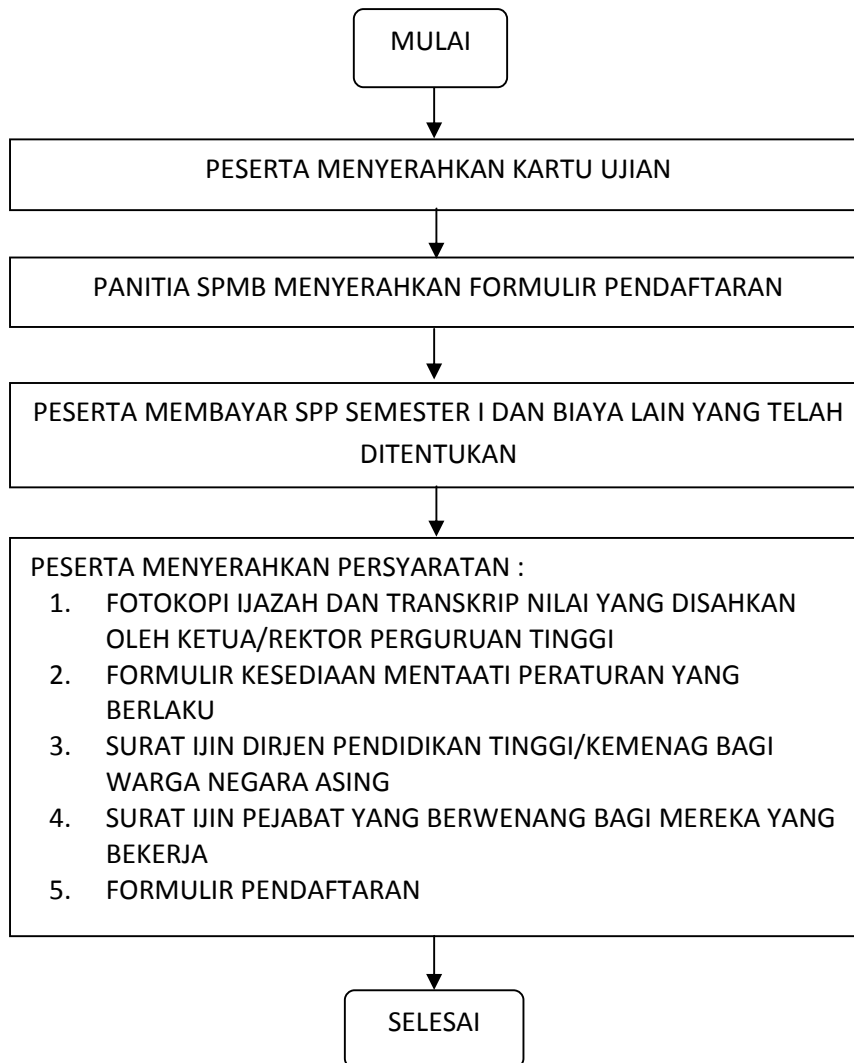 MULAI
PESERTA MENYERAHKAN KARTU UJIAN
PANITIA SPMB MENYERAHKAN FORMULIR PENDAFTARAN
PESERTA MEMBAYAR SPP SEMESTER I DAN BIAYA LAIN YANG TELAH
DITENTUKAN
PESERTA MENYERAHKAN PERSYARATAN :
1. FOTOKOPI IJAZAH DAN TRANSKRIP NILAI YANG DISAHKAN
OLEH KETUA/REKTOR PERGURUAN TINGGI
2. FORMULIR KESEDIAAN MENTAATI PERATURAN YANG
BERLAKU
3. SURAT IJIN DIRJEN PENDIDIKAN TINGGI/KEMENAG BAGI
WARGA NEGARA ASING
4. SURAT IJIN PEJABAT YANG BERWENANG BAGI MEREKA YANG
BEKERJA
5. FORMULIR PENDAFTARAN
SELESAI